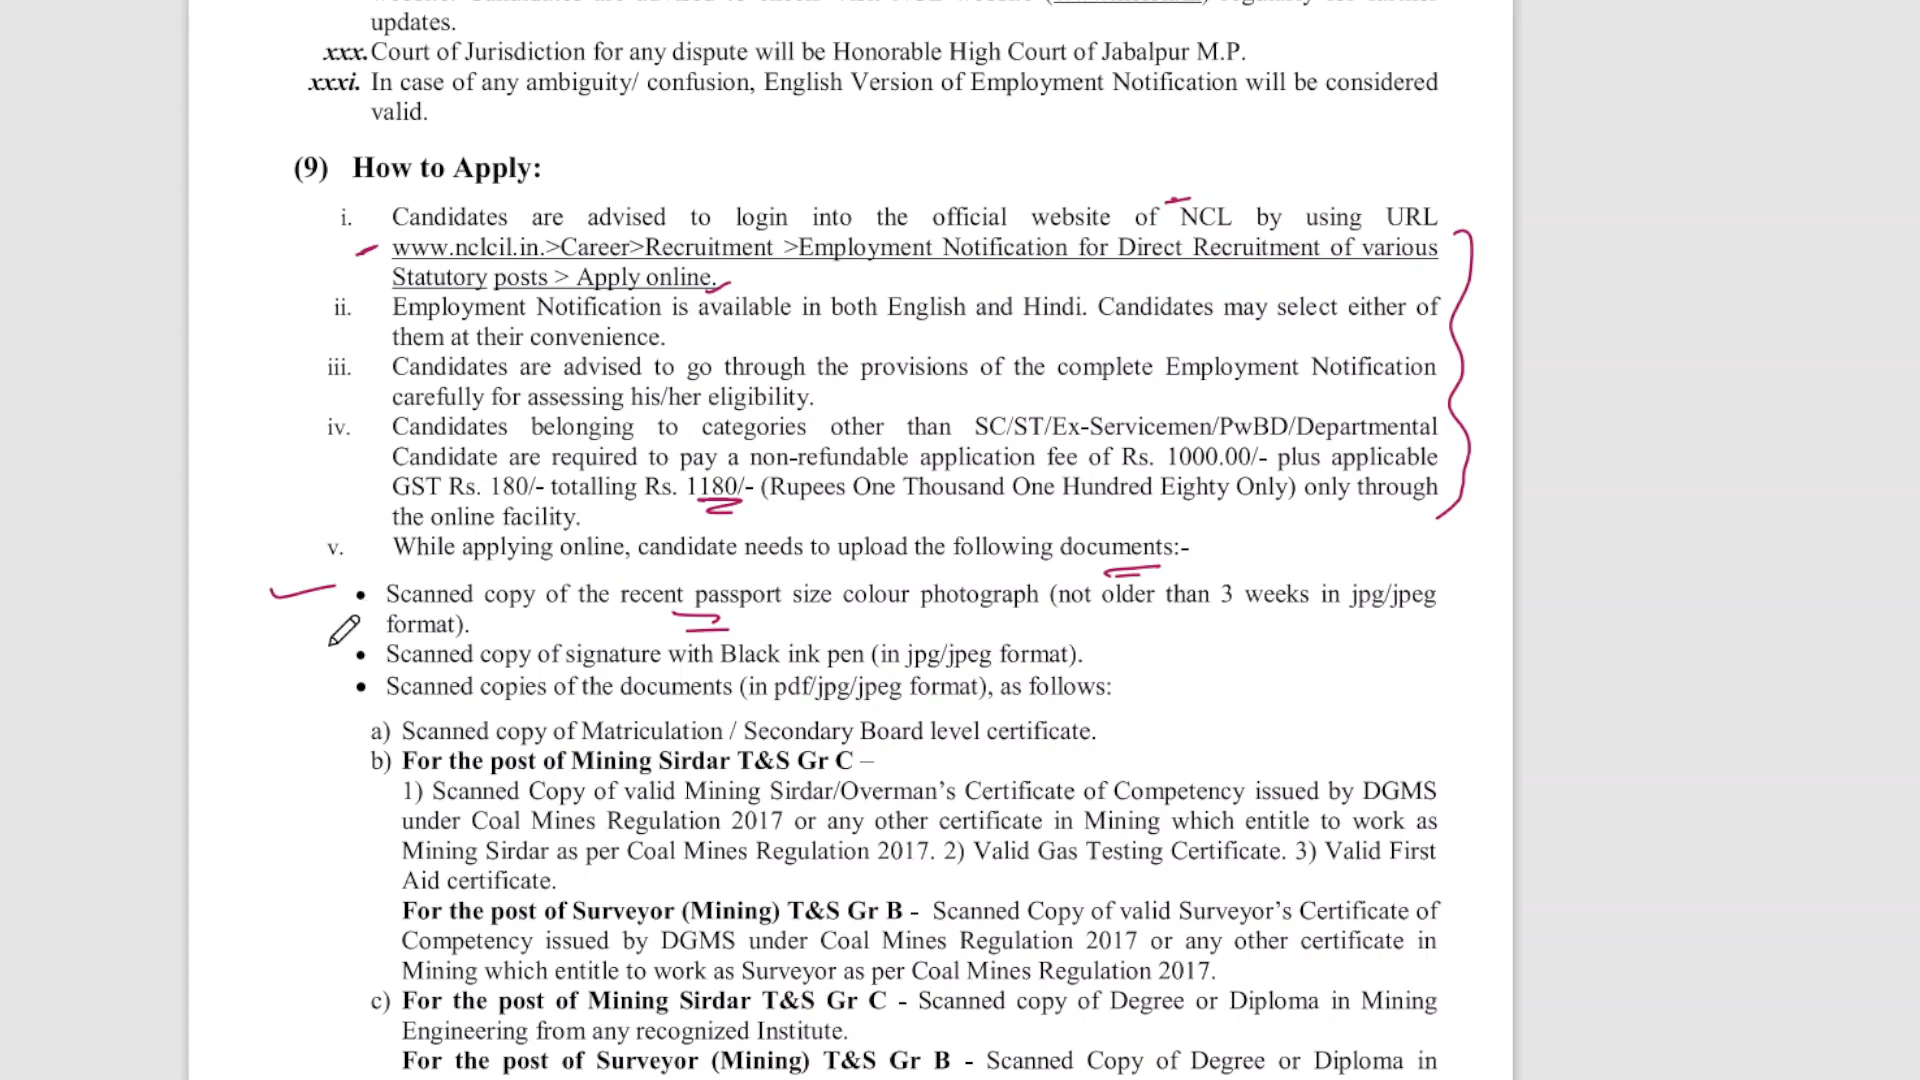 updates.
xxx. Court of Jurisdiction for any dispute will be Honorable High Court of Jabalpur M.P.
xxxi. In case of any ambiguity/ confusion, English Version of Employment Notification will be considered
valid.
(9) How to Apply:
i. Candidates are advised to login into the official website of NCL by using URL
www.nclcil.in.>Career>Recruitment >Employment Notification for Direct Recruitment of various
Statutory posts > Apply online.
ii. Employment Notification is available in both English and Hindi. Candidates may select either of
them at their convenience.
iii. Candidates are advised to go through the provisions of the complete Employment Notification
carefully for assessing his/her eligibility.
iv. Candidates belonging to categories other than SC/ST/Ex-Servicemen/PwBD/Departmental
Candidate are required to pay a non-refundable application fee of Rs. 1000.00/- plus applicable
GST Rs. 180/- totalling Rs. 1180/- (Rupees One Thousand One Hundred Eighty Only) only through
the online facility.
v. While applying online, candidate needs to upload the following documents:-
• Scanned copy of the recent passport size colour photograph (not older than 3 weeks in jpg/jpeg
format).
• Scanned copy of signature with Black ink pen (in jpg/jpeg format).
• Scanned copies of the documents (in pdf/jpg/jpeg format), as follows:
a) Scanned copy of Matriculation / Secondary Board level certificate.
b) For the post of Mining Sirdar T&S Gr C –
1) Scanned Copy of valid Mining Sirdar/Overman’s Certificate of Competency issued by DGMS
under Coal Mines Regulation 2017 or any other certificate in Mining which entitle to work as
Mining Sirdar as per Coal Mines Regulation 2017. 2) Valid Gas Testing Certificate. 3) Valid First
Aid certificate.
For the post of Surveyor (Mining) T&S Gr B - Scanned Copy of valid Surveyor’s Certificate of
Competency issued by DGMS under Coal Mines Regulation 2017 or any other certificate in
Mining which entitle to work as Surveyor as per Coal Mines Regulation 2017.
c) For the post of Mining Sirdar T&S Gr C - Scanned copy of Degree or Diploma in Mining
Engineering from any recognized Institute.
For the post of Surveyor (Mining) T&S Gr B - Scanned Copy of Degree or Diploma in